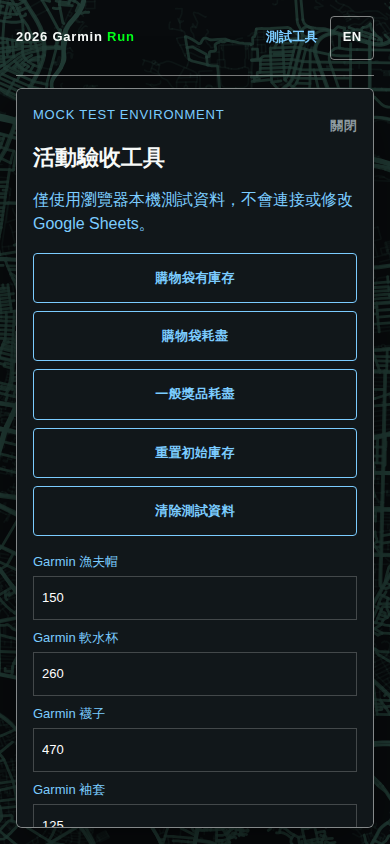 2026 Garmin Run
測試工具
EN
MOCK TEST ENVIRONMENT
關閉
活動驗收工具
僅使用瀏覽器本機測試資料，不會連接或修改
Google Sheets。
購物袋有庫存
購物袋耗盡
一般獎品耗盡
重置初始庫存
清除測試資料
Garmin 漁夫帽
150
Garmin 軟水杯
260
Garmin 襪子
470
Garmin 袖套
125